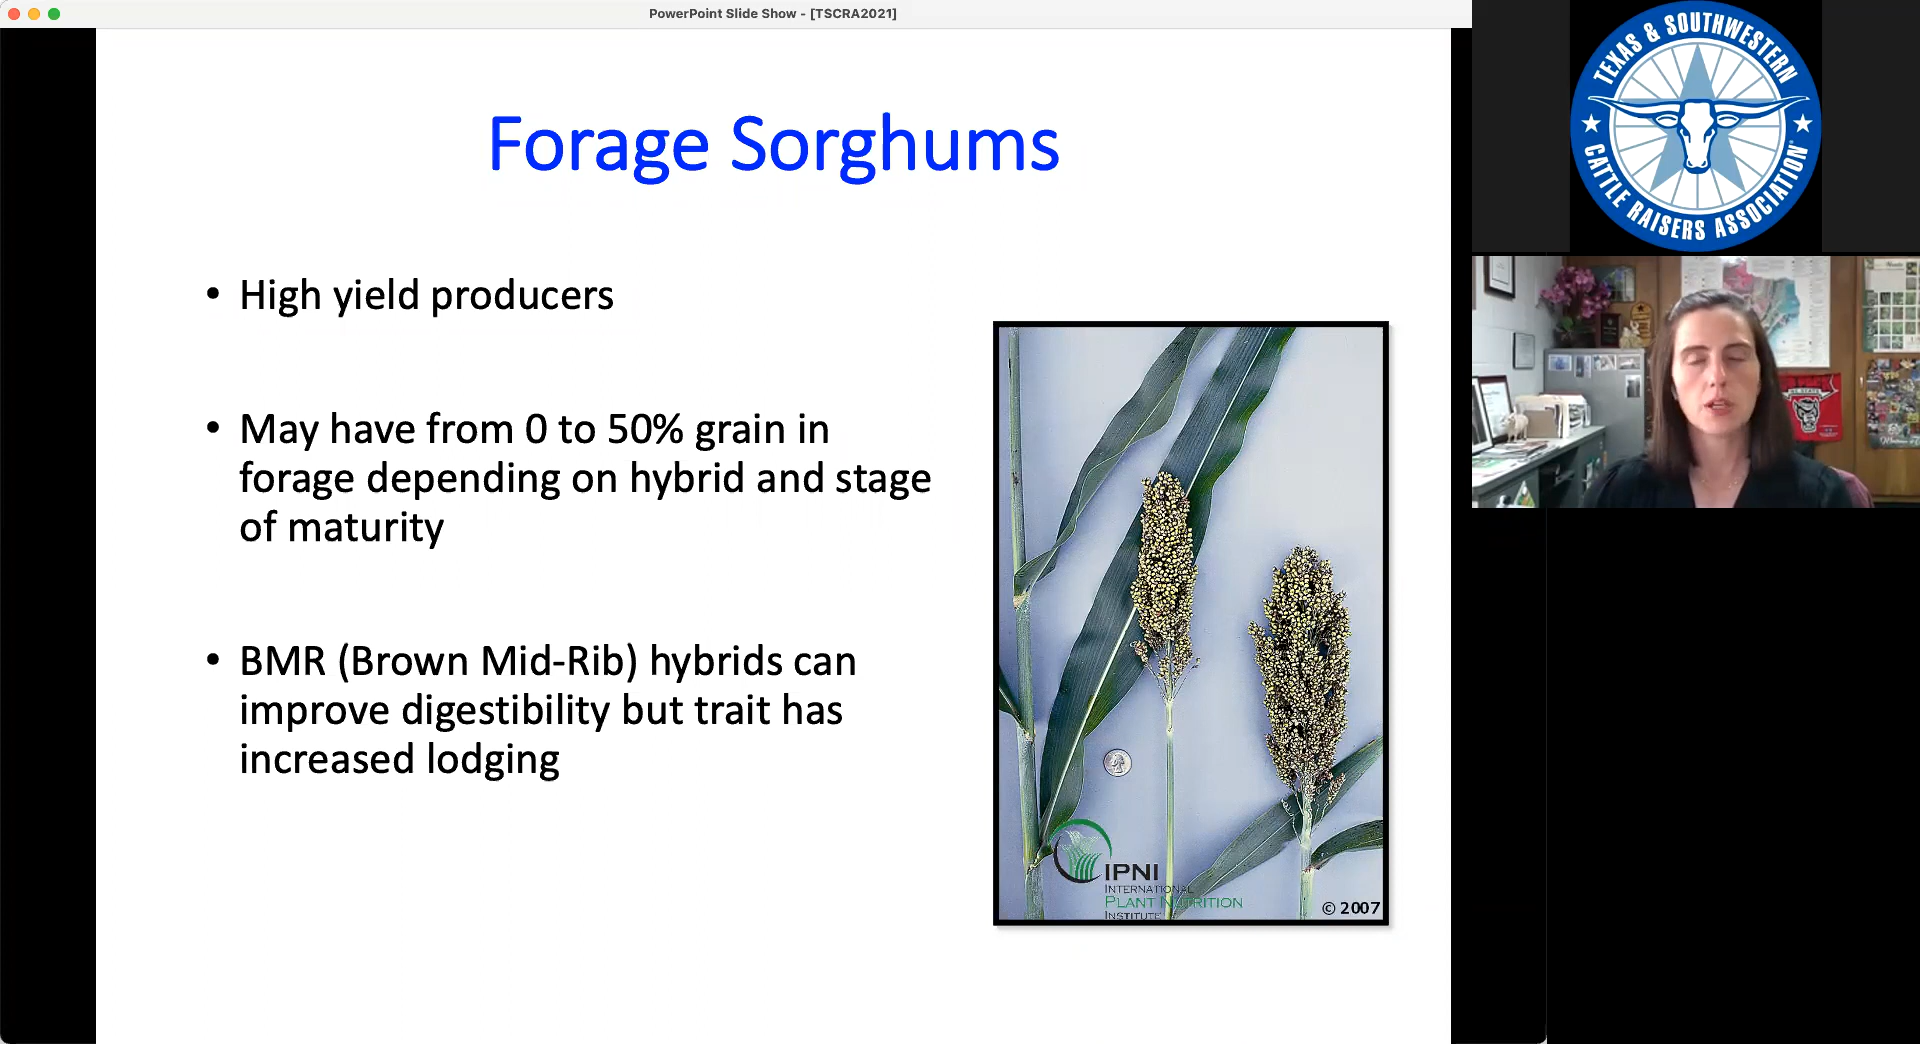 PowerPoint Slide Show - [TSCRA2021]
Forage Sorghums
• High yield producers
• May have from 0 to 50% grain in
forage depending on hybrid and stage
of maturity
• BMR (Brown Mid-Rib) hybrids can
improve digestibility but trait has
increased lodging
IPNI
INTERNATIONAL
PLANT NUTRITION
INSTITUTE
© 2007
TEXAS & SOUTHWESTERN
CATTLE RAISERS ASSOCIATION